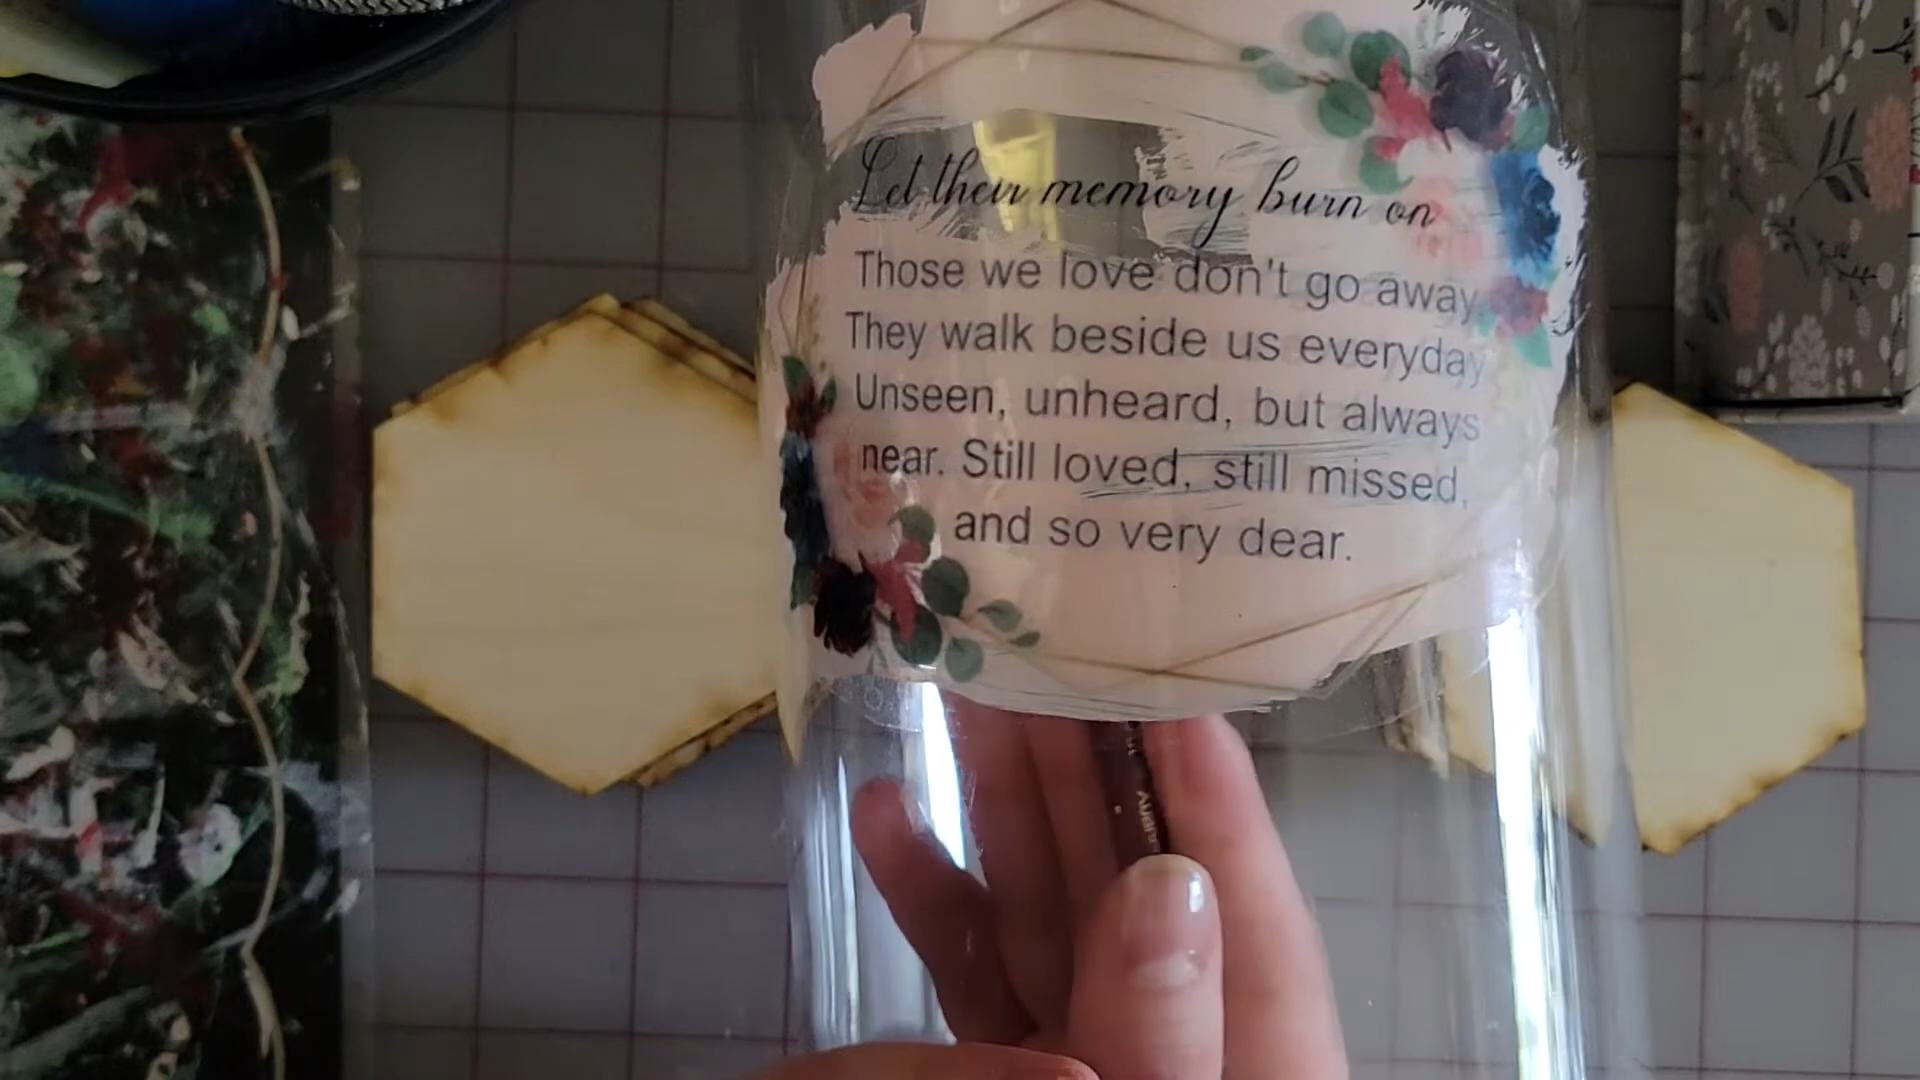 Let their memory burn on
Those we love don't go away
They walk beside us everyday
Unseen, unheard, but always
near. Still loved, still missed,
and so very dear.